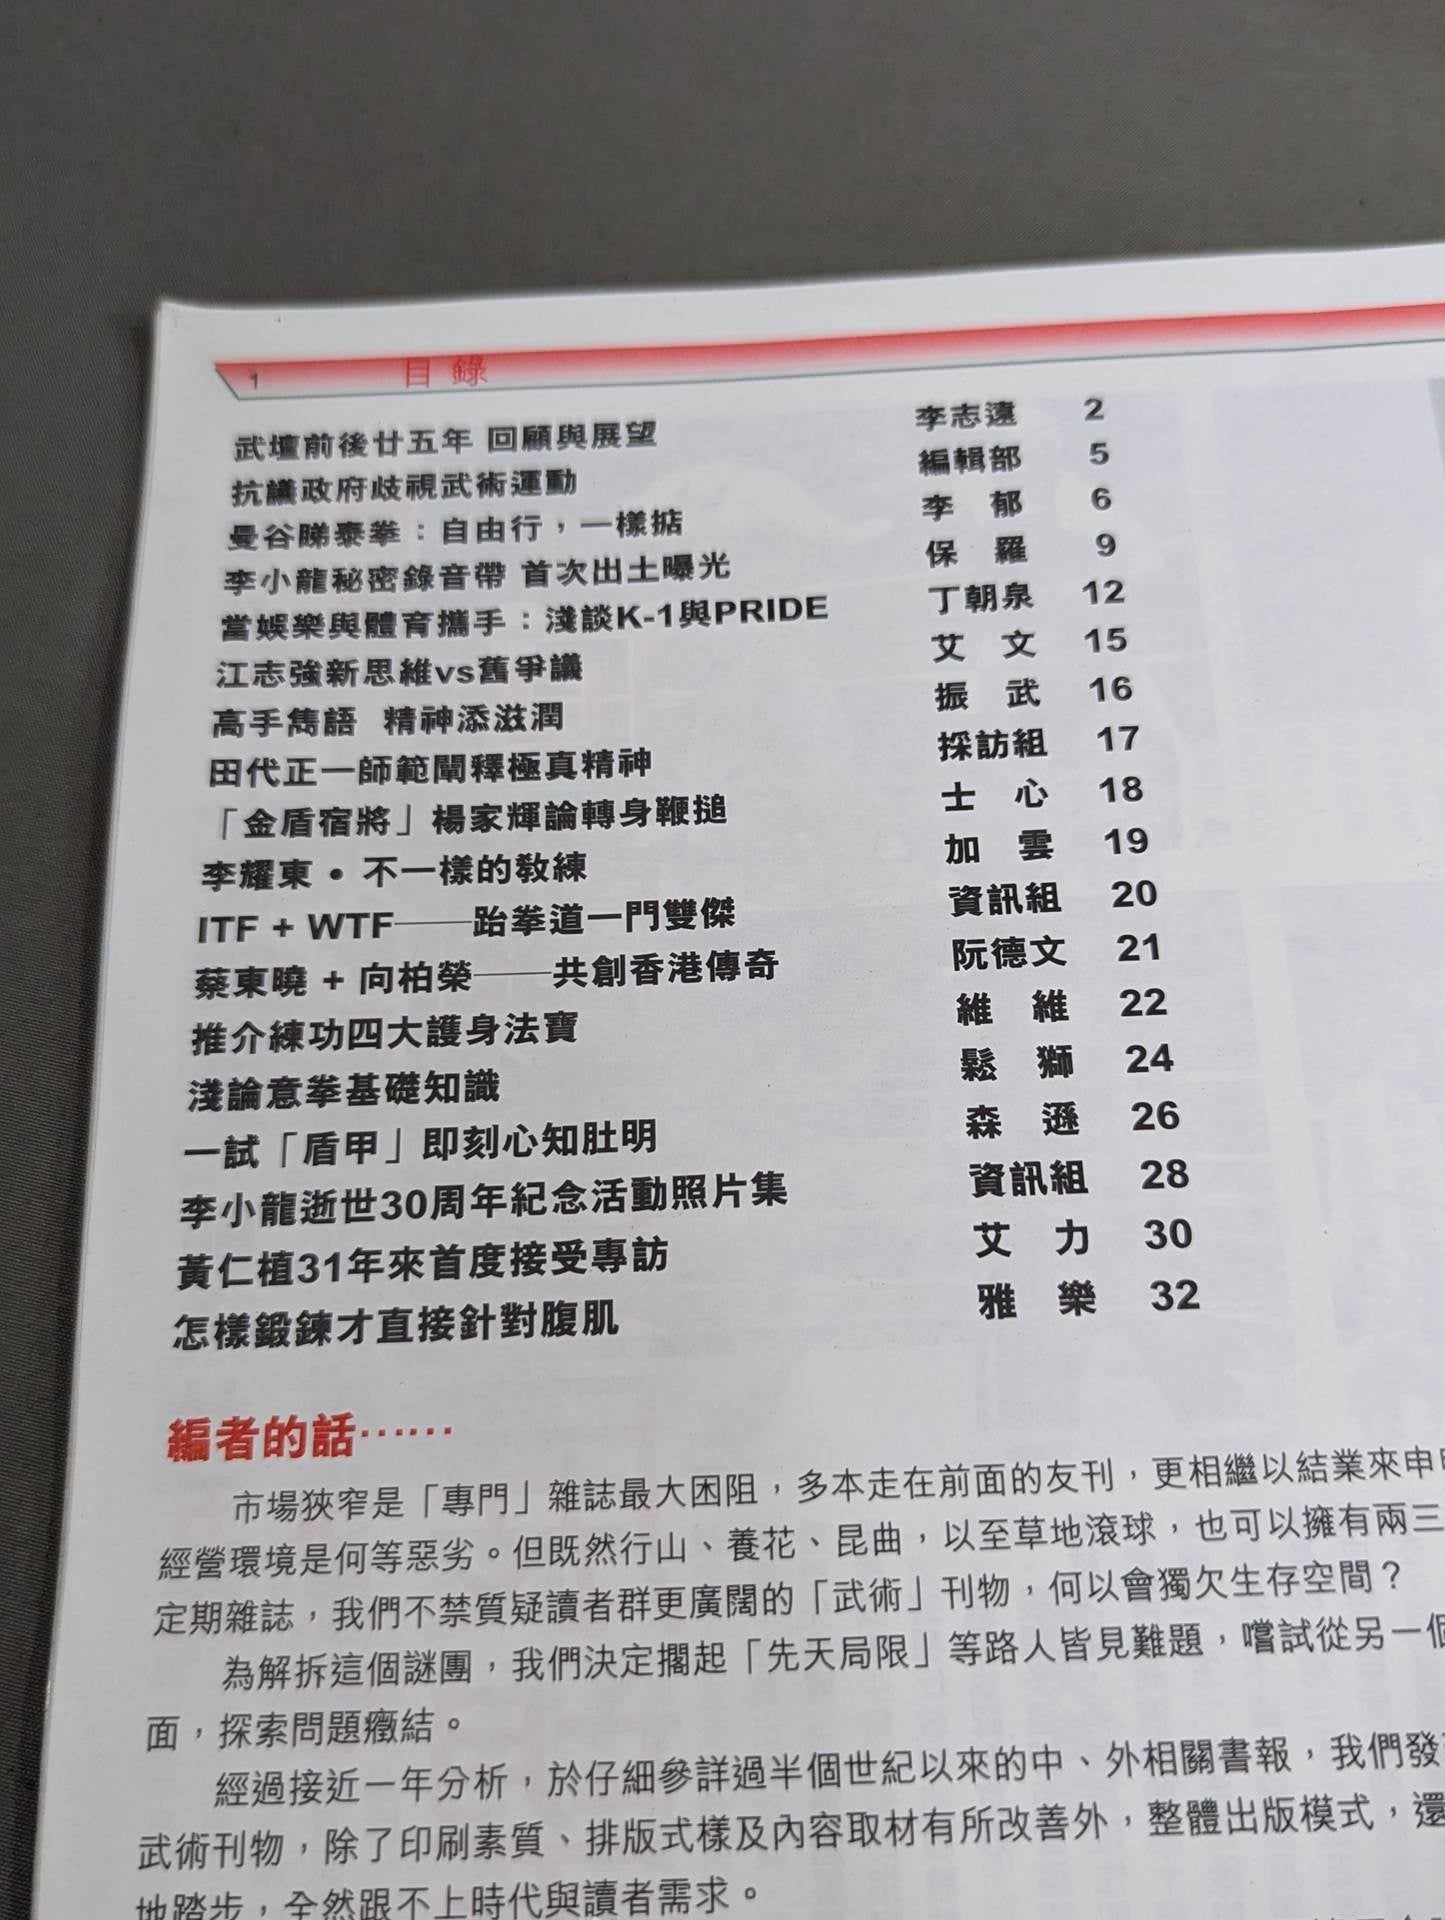 1 目錄
武壇前後廿五年 回顧與展望 李志遠 2
抗議政府歧視武術運動 編輯部 5
曼谷睇泰拳：自由行，一樣掂 李 郁 6
李小龍秘密錄音帶 首次出土曝光 保 羅 9
當娛樂與體育攜手：淺談K-1與PRIDE 丁朝泉 12
江志強新思維vs舊爭議 艾 文 15
高手雋語 精神添滋潤 振 武 16
田代正一師範闡釋極真精神 採訪組 17
「金盾宿將」楊家輝論轉身鞭搥 士 心 18
李耀東•不一樣的教練 加 雲 19
ITF + WTF——跆拳道一門雙傑 資訊組 20
蔡東曉 + 向柏榮——共創香港傳奇 阮德文 21
推介練功四大護身法寶 維 維 22
淺論意拳基礎知識 鬆 獅 24
一試「盾甲」即刻心知肚明 森 遜 26
李小龍逝世30周年紀念活動照片集 資訊組 28
黃仁植31年來首度接受專訪 艾 力 30
怎樣鍛鍊才直接針對腹肌 雅 樂 32
編者的話……
市場狹窄是「專門」雜誌最大困阻，多本走在前面的友刊，更相繼以結業來申
經營環境是何等惡劣。但既然行山、養花、昆曲，以至草地滾球，也可以擁有兩三
定期雜誌，我們不禁質疑讀者群更廣闊的「武術」刊物，何以會獨欠生存空間？
為解拆這個謎團，我們決定擱起「先天局限」等路人皆見難題，嚐試從另一個
面，探索問題癥結。
經過接近一年分析，於仔細參詳過半個世紀以來的中、外相關書報，我們發
武術刊物，除了印刷素質、排版式樣及內容取材有所改善外，整體出版模式，還
地踏步，全然跟不上時代與讀者需求。